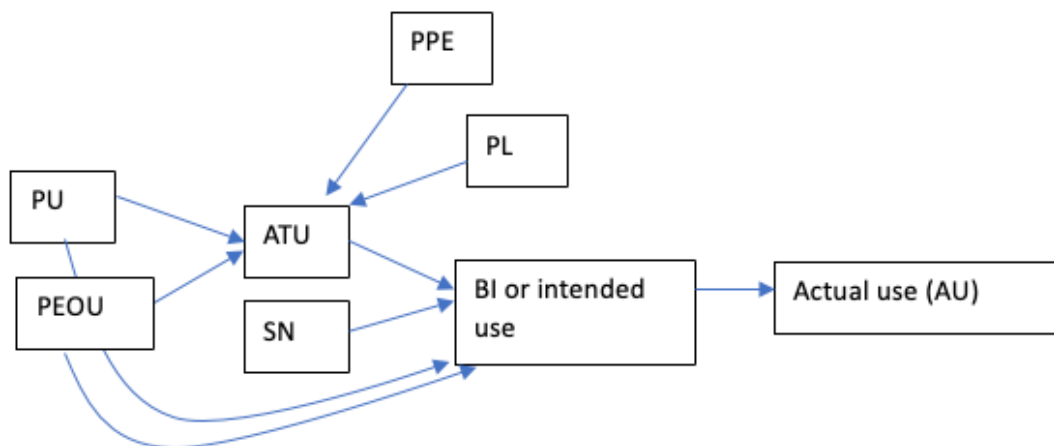 PPE
PL
PU
ATU
PEOU
SN
BI or intended
use
Actual use (AU)